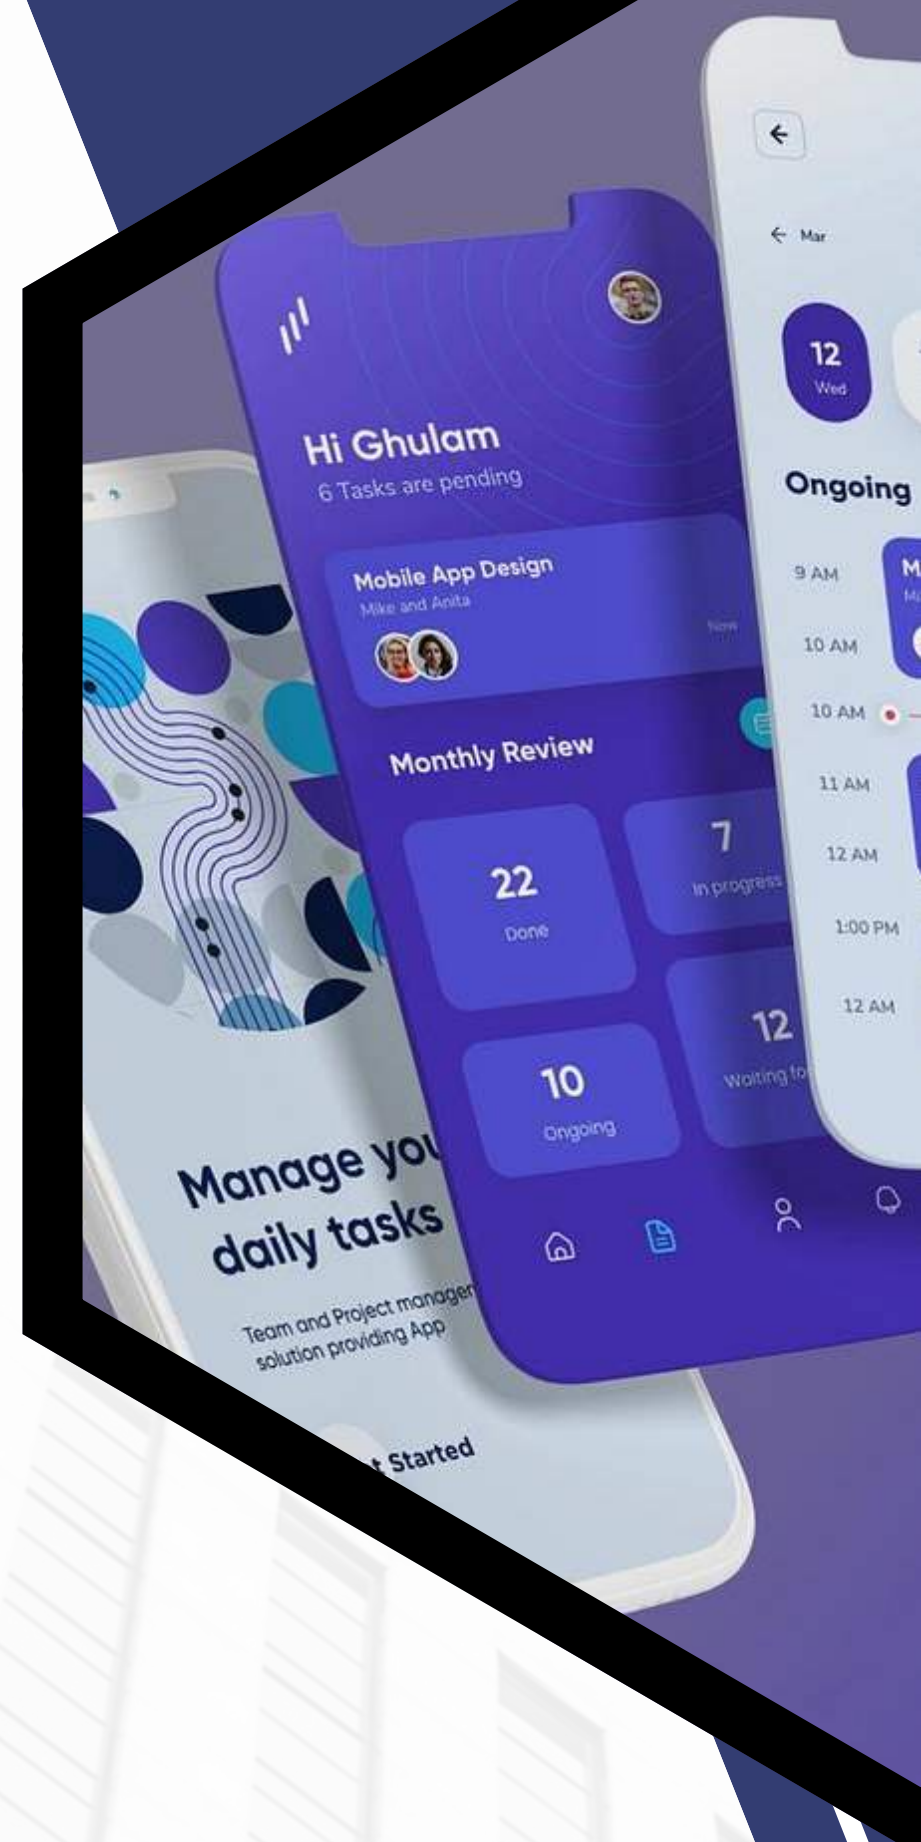 Hi Ghulam
6 Tasks are pending
Mobile App Design
Mike and Anita
Now
Monthly Review
22
Done
7
In progress
10
Ongoing
12
Waiting
Manage
daily tasks
Team and Project
solution providing App
Started
Mar
12
Wed
Ongoing
9 AM
10 AM
10 AM
11 AM
12 AM
1:00 PM
12 AM